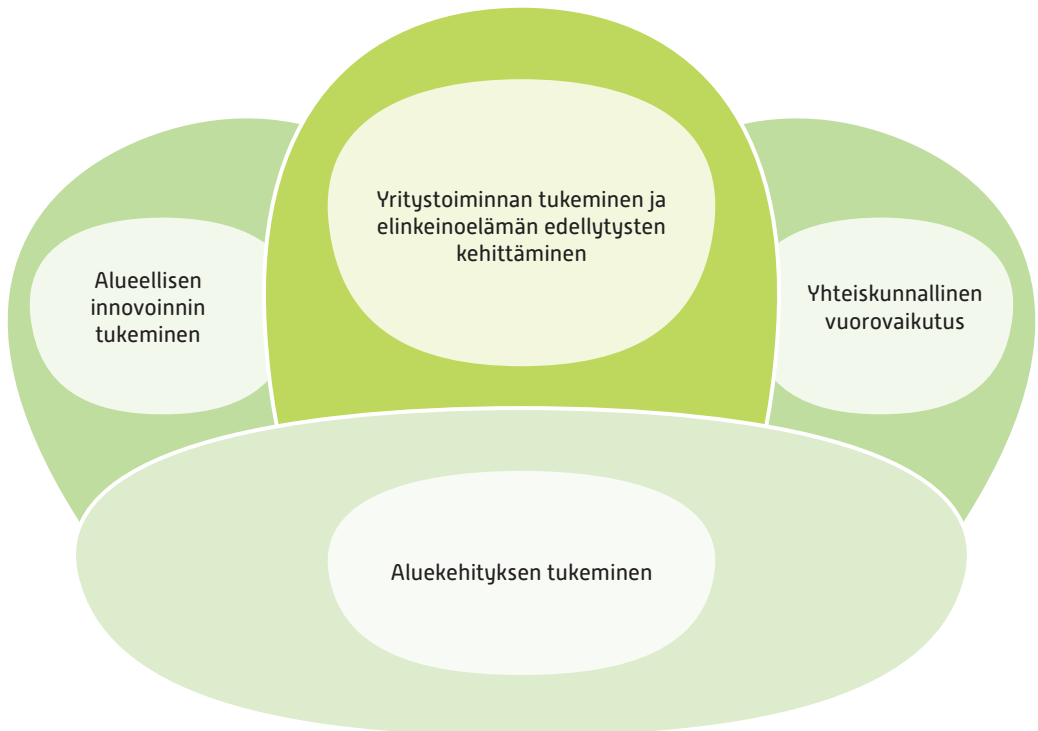 Yritystoiminnan tukeminen ja
elinkeinoelämän edellytysten
kehittäminen
Alueellisen
innovoinnin
tukeminen
Yhteiskunnallinen
vuorovaikutus
Aluekehityksen tukeminen